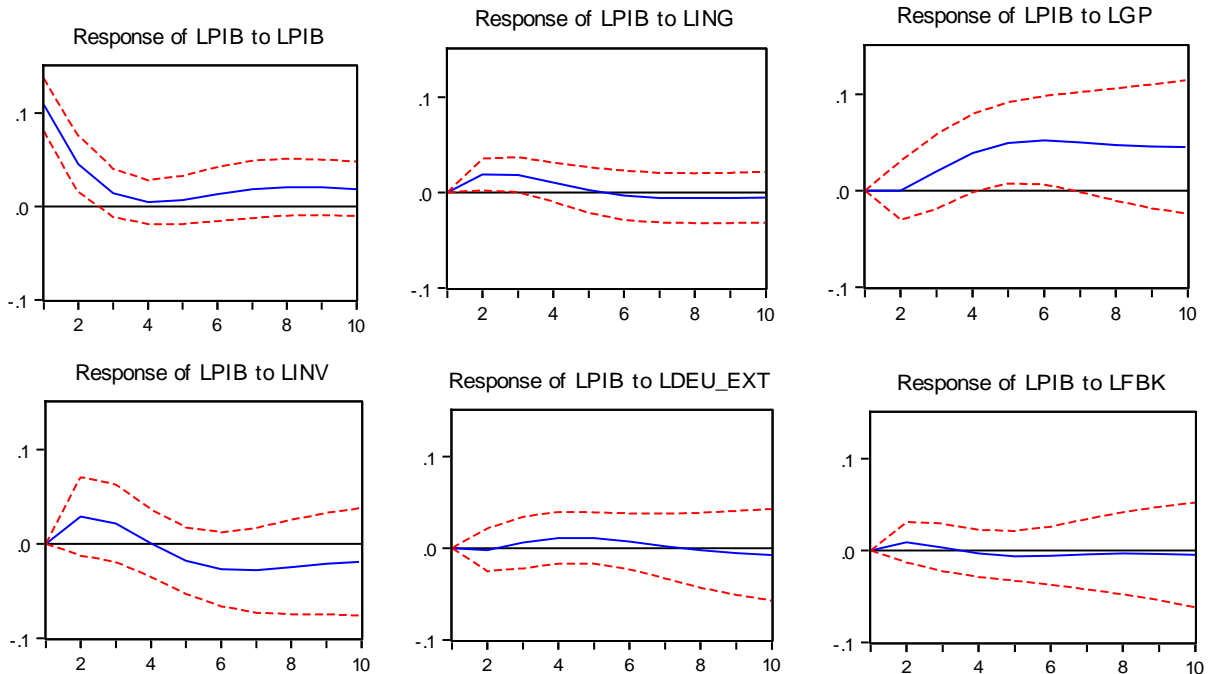 Response of LPIB to LPIB
.1
.0
-.1
2 4 6 8 10
Response of LPIB to LING
.1
.0
-.1
2 4 6 8 10
Response of LPIB to LGP
.1
.0
-.1
2 4 6 8 10
Response of LPIB to LINV
.1
.0
-.1
2 4 6 8 10
Response of LPIB to LDEU_EXT
.1
.0
-.1
2 4 6 8 10
Response of LPIB to LFBK
.1
.0
-.1
2 4 6 8 10